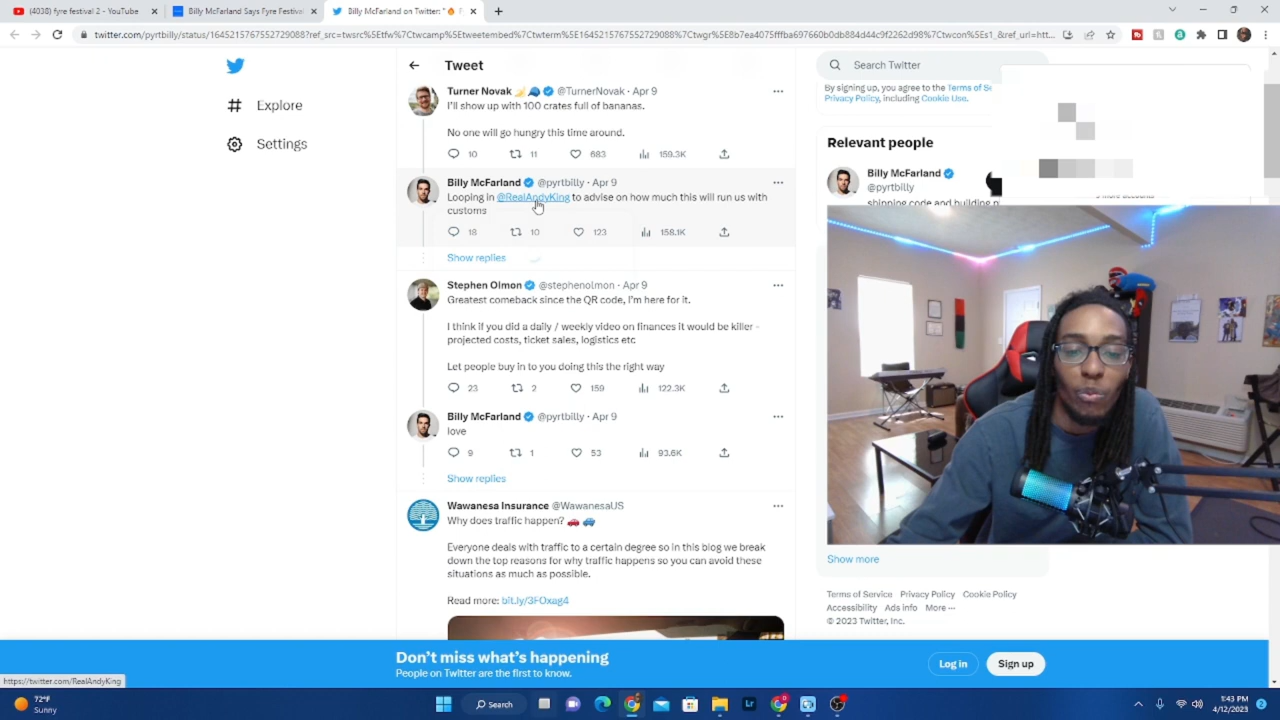 (4038) fyre festival 2 - YouTube
Billy McFarland Says Fyre Festival
Billy McFarland on Twitter: "🔥 F
twitter.com/pyrtbilly/status/1645215767552729088?ref_src=twsrc%5Etfw%7Ctwcamp%5Etweetembed%7Ctwterm%5E1645215767552729088%7Ctwgr%5E8b7ea4075fffba697660b0db884d44c9f2262d98%7Ctwcon%5Es1_&ref_url=htt...
Explore
Settings
Tweet
Turner Novak 🍌🧢 @TurnerNovak · Apr 9
I'll show up with 100 crates full of bananas.
No one will go hungry this time around.
10 11 683 159.3K
Billy McFarland @pyrtbilly · Apr 9
Looping in @RealAndyKing to advise on how much this will run us with
customs
18 10 123 158.1K
Show replies
Stephen Olmon @stephenolmon · Apr 9
Greatest comeback since the QR code, I'm here for it.
I think if you did a daily / weekly video on finances it would be killer -
projected costs, ticket sales, logistics etc
Let people buy in to you doing this the right way
23 2 159 122.3K
Billy McFarland @pyrtbilly · Apr 9
love
9 1 53 93.6K
Show replies
Wawanesa Insurance @WawanesaUS
Why does traffic happen? 🚗 🚙
Everyone deals with traffic to a certain degree so in this blog we break
down the top reasons for why traffic happens so you can avoid these
situations as much as possible.
Read more: bit.ly/3FOxag4
Search Twitter
By signing up, you agree to the Terms of Se
Privacy Policy, including Cookie Use.
Relevant people
Billy McFarland
@pyrtbilly
shipping code and building p
Show more
Terms of Service Privacy Policy Cookie Policy
Accessibility Ads info More ···
© 2023 Twitter, Inc.
Don't miss what's happening
People on Twitter are the first to know.
Log in
Sign up
https://twitter.com/RealAndyKing
72°F
Sunny
Search
Lr
1:43 PM
4/12/2023
2